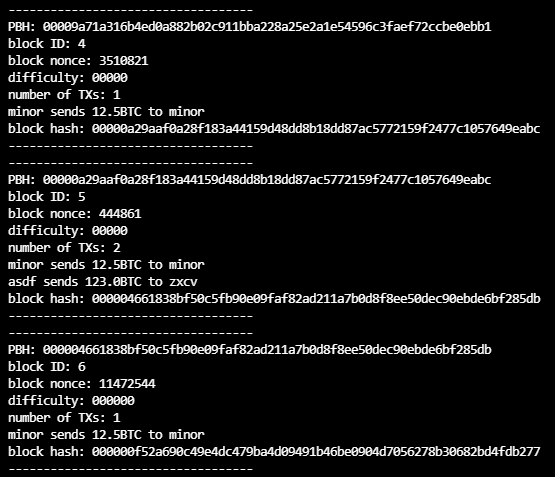 -----------------------------------
PBH: 00009a71a316b4ed0a882b02c911bba228a25e2a1e54596c3faef72ccbe0ebb1
block ID: 4
block nonce: 3510821
difficulty: 00000
number of TXs: 1
minor sends 12.5BTC to minor
block hash: 00000a29aaf0a28f183a44159d48dd8b18dd87ac5772159f2477c1057649eabc
-----------------------------------
-----------------------------------
PBH: 00000a29aaf0a28f183a44159d48dd8b18dd87ac5772159f2477c1057649eabc
block ID: 5
block nonce: 444861
difficulty: 00000
number of TXs: 2
minor sends 12.5BTC to minor
asdf sends 123.0BTC to zxcv
block hash: 000004661838bf50c5fb90e09faf82ad211a7b0d8f8ee50dec90ebde6bf285db
-----------------------------------
-----------------------------------
PBH: 000004661838bf50c5fb90e09faf82ad211a7b0d8f8ee50dec90ebde6bf285db
block ID: 6
block nonce: 11472544
difficulty: 000000
number of TXs: 1
minor sends 12.5BTC to minor
block hash: 000000f52a690c49e4dc479ba4d09491b46be0904d7056278b30682bd4fdb277
-----------------------------------